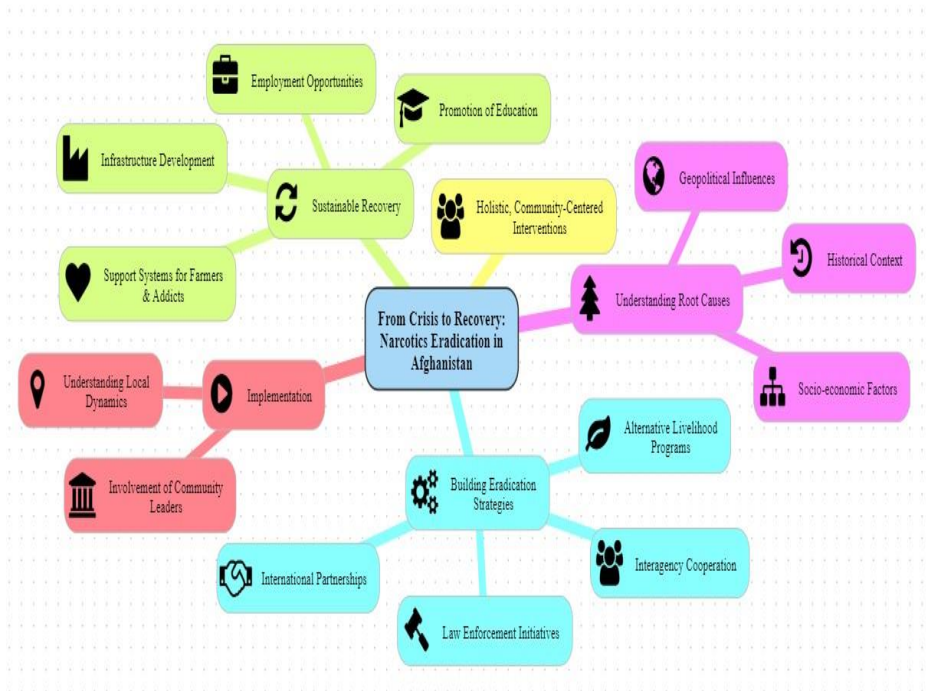 From Crisis to Recovery:
Narcotics Eradication in
Afghanistan
Sustainable Recovery
Employment Opportunities
Promotion of Education
Infrastructure Development
Support Systems for Farmers
& Addicts
Holistic, Community-Centered
Interventions
Understanding Root Causes
Geopolitical Influences
Historical Context
Socio-economic Factors
Implementation
Understanding Local
Dynamics
Involvement of Community
Leaders
Building Eradication
Strategies
Alternative Livelihood
Programs
Interagency Cooperation
Law Enforcement Initiatives
International Partnerships